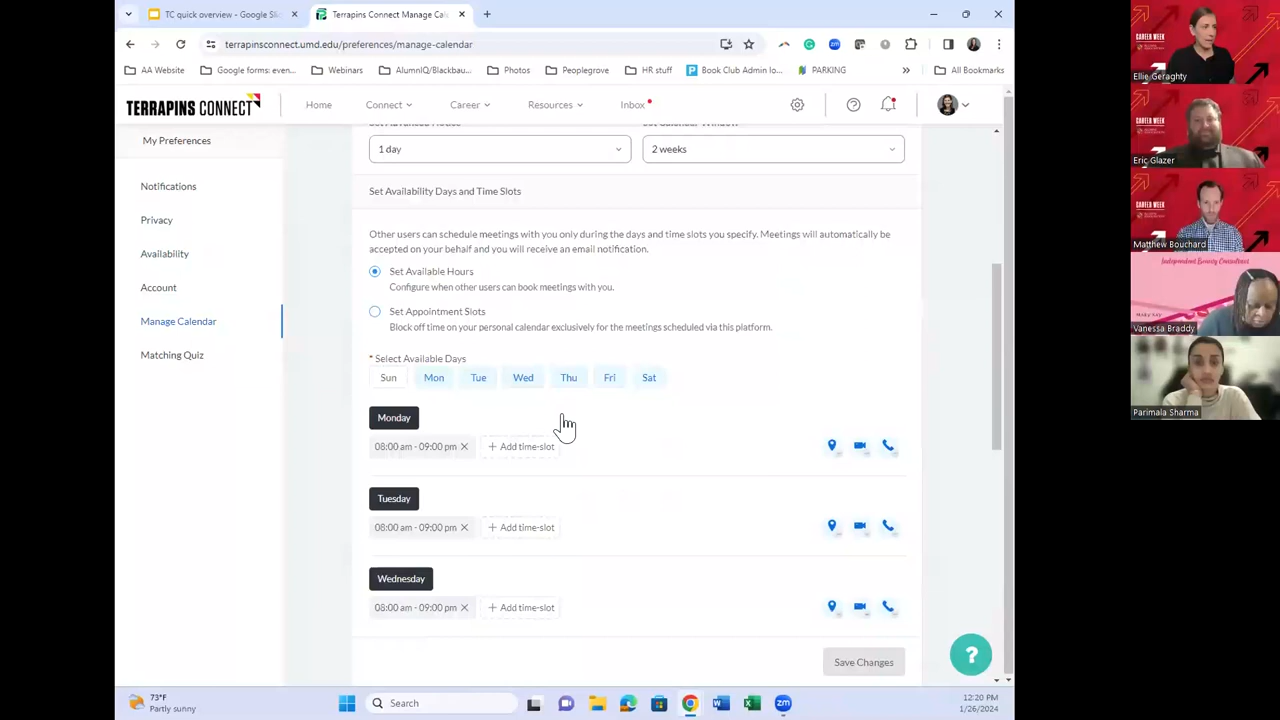 TC quick overview - Google Slid
Terrapins Connect Manage Cal
terrapinsconnect.umd.edu/preferences/manage-calendar
AA Website
Google forms: even...
Webinars
AlumnIQ/Blackbau...
Photos
Peoplegrove
HR stuff
Book Club Admin lo...
PARKING
All Bookmarks
TERRAPINS CONNECT
Home
Connect
Career
Resources
Inbox
My Preferences
Notifications
Privacy
Availability
Account
Manage Calendar
Matching Quiz
1 day
2 weeks
Set Availability Days and Time Slots
Other users can schedule meetings with you only during the days and time slots you specify. Meetings will automatically be
accepted on your behalf and you will receive an email notification.
Set Available Hours
Configure when other users can book meetings with you.
Set Appointment Slots
Block off time on your personal calendar exclusively for the meetings scheduled via this platform.
* Select Available Days
Sun Mon Tue Wed Thu Fri Sat
Monday
08:00 am - 09:00 pm × + Add time-slot
Tuesday
08:00 am - 09:00 pm × + Add time-slot
Wednesday
08:00 am - 09:00 pm × + Add time-slot
Save Changes
?
73°F
Partly sunny
Search
12:20 PM
1/26/2024
CAREER
WEEK
Ellie Geraghty
CAREER
WEEK
Eric Glazer
CAREER
WEEK
Matthew Bouchard
Independent Beauty Consultant
MARY KAY
Vanessa Braddy
Parimala Sharma